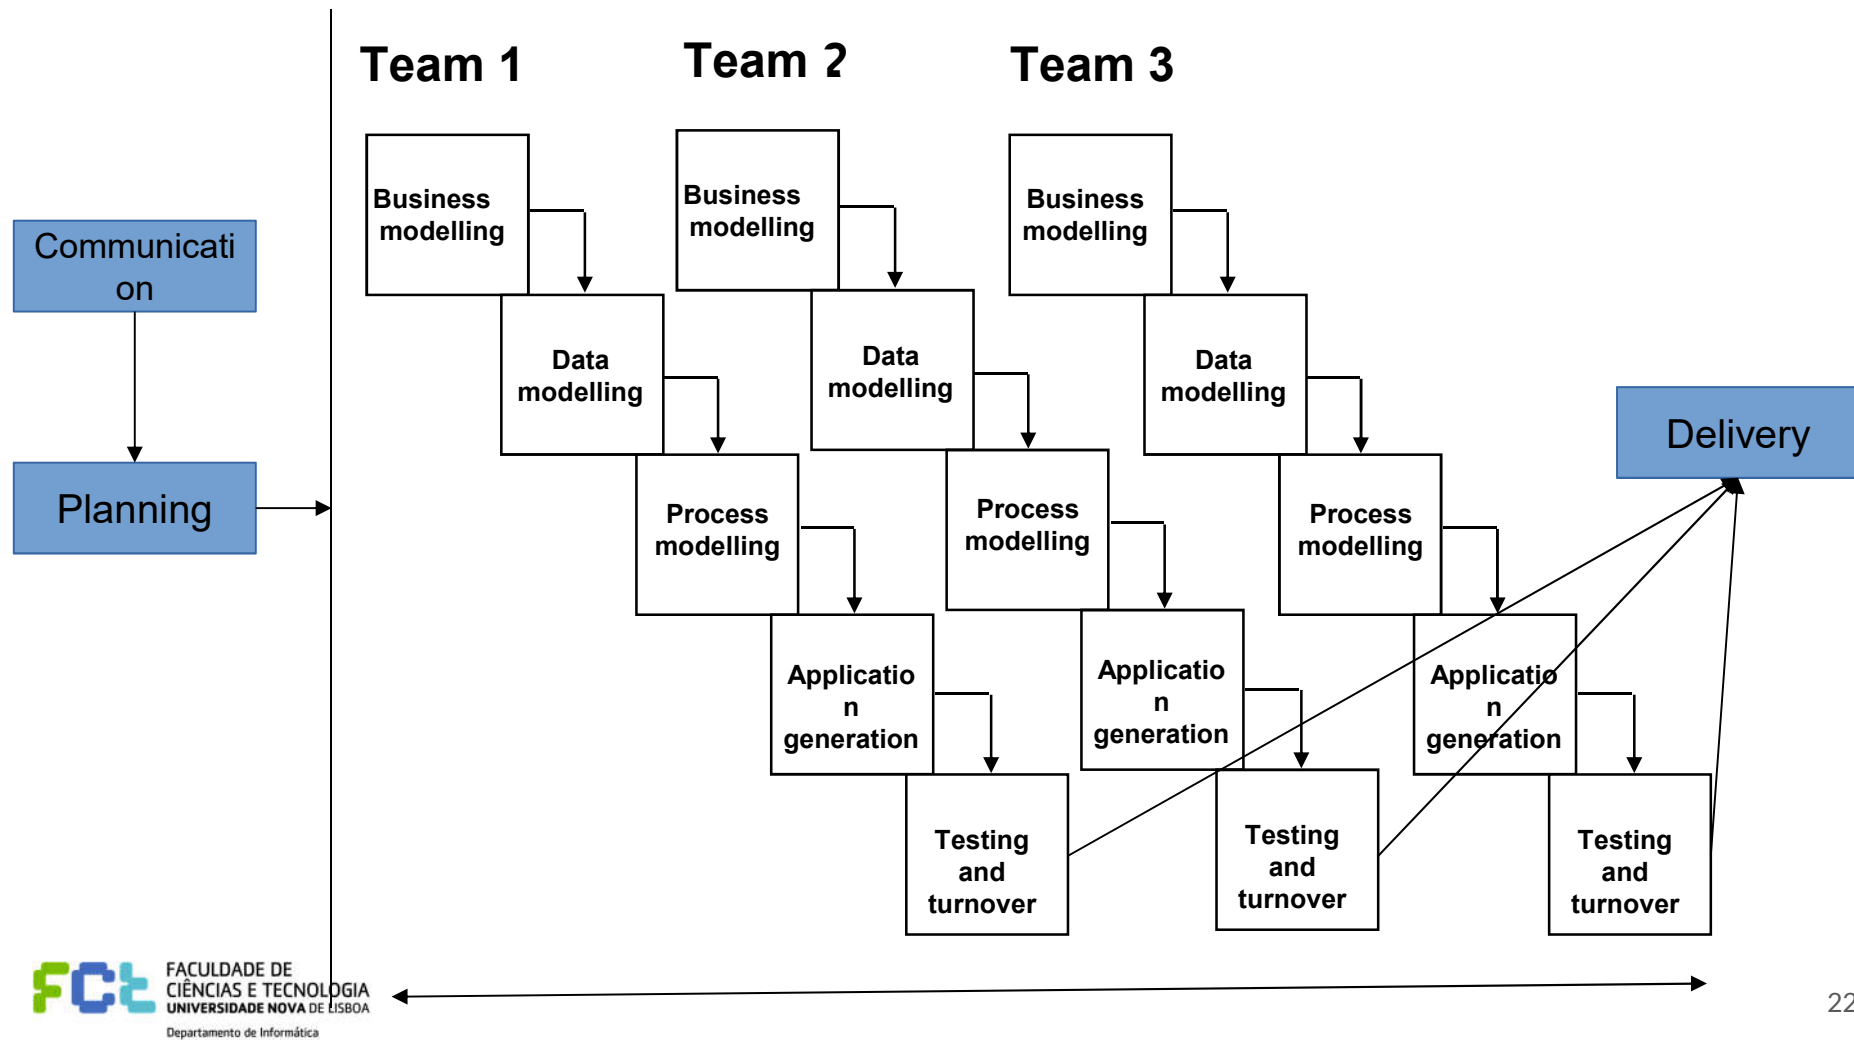 Team 1
Team 2
Team 3
Communicati
on
Planning
Business
modelling
Data
modelling
Process
modelling
Applicatio
n
generation
Testing
and
turnover
Business
modelling
Data
modelling
Process
modelling
Applicatio
n
generation
Testing
and
turnover
Business
modelling
Data
modelling
Process
modelling
Applicatio
n
generation
Testing
and
turnover
Delivery
FCt
FACULDADE DE
CIÊNCIAS E TECNOLOGIA
UNIVERSIDADE NOVA DE LISBOA
Departamento de Informática
22